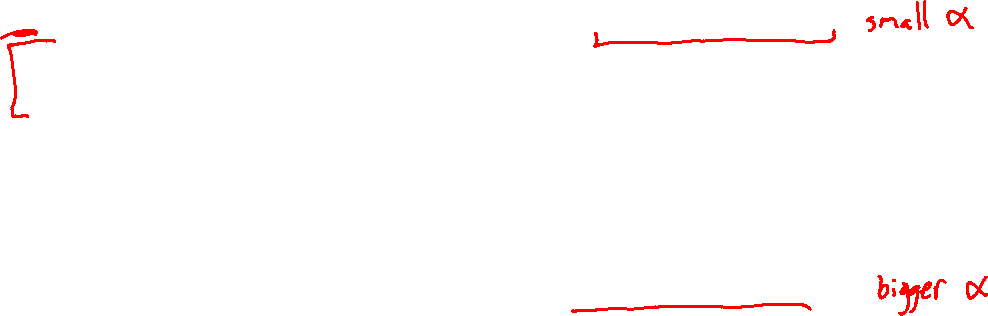 small α
bigger α